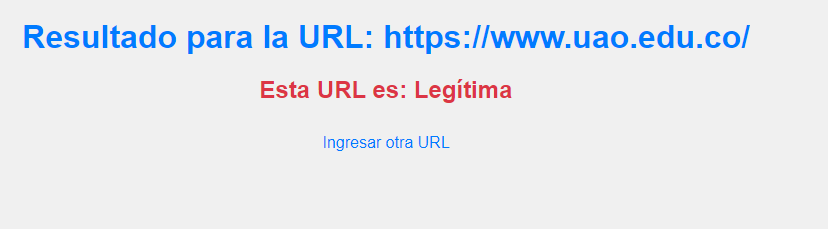 Resultado para la URL: https://www.uao.edu.co/
Esta URL es: Legítima
Ingresar otra URL